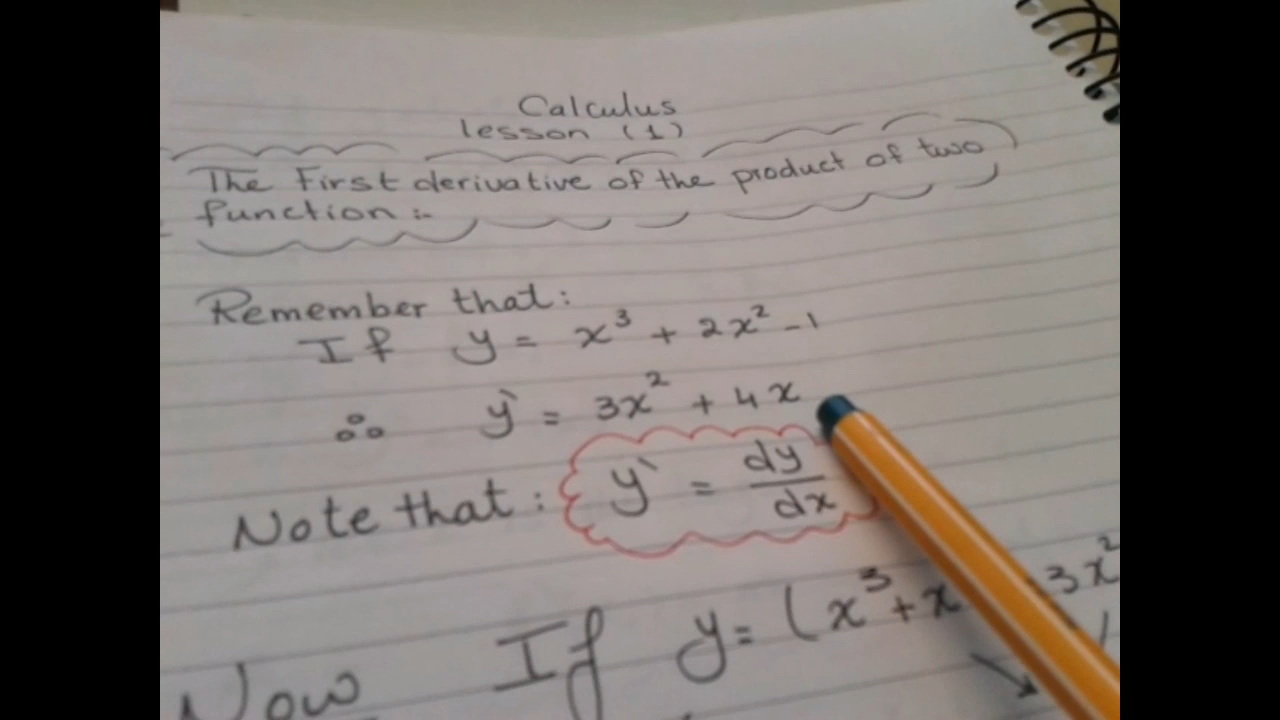 Calculus
lesson (1)
The First derivative of the product of two
function :-
Remember that:
If y = x³ + 2x² - 1
∴ y` = 3x² + 4x
Note that: y` = dy/dx
Now If y = (x³ + x 3x²